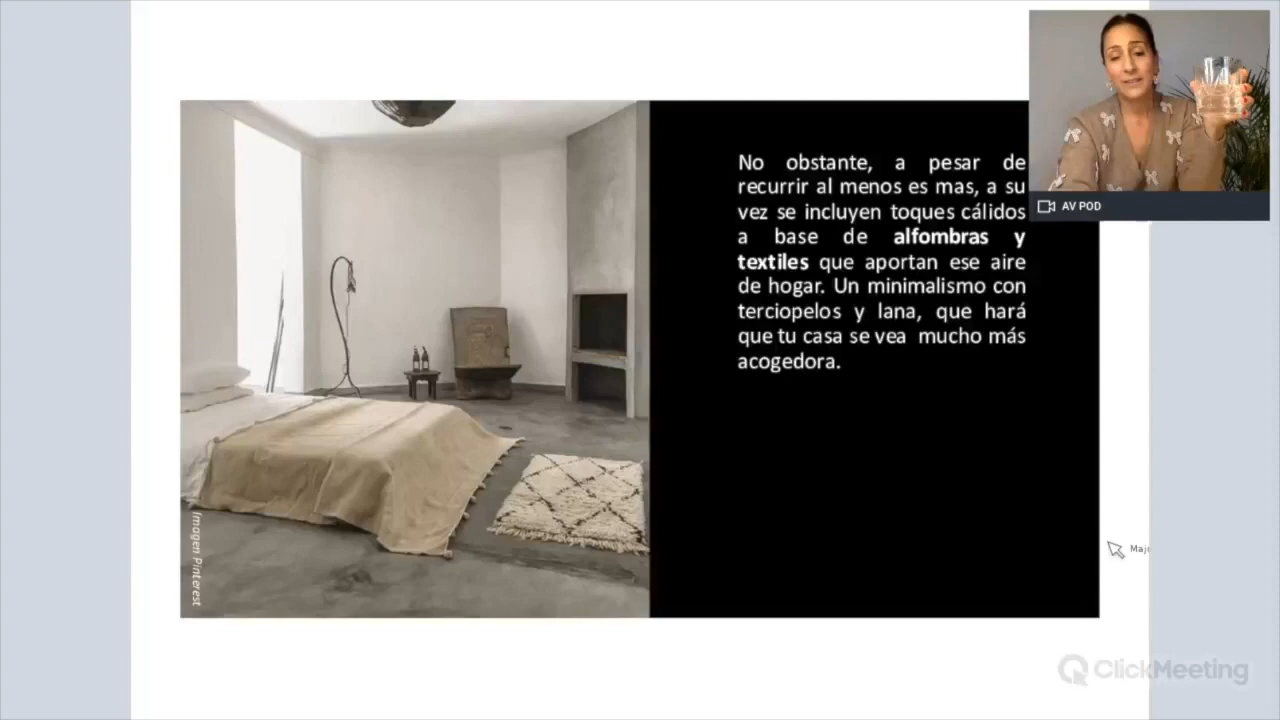 No obstante, a pesar de
recurrir al menos es mas, a su
vez se incluyen toques cálidos
a base de alfombras y
textiles que aportan ese aire
de hogar. Un minimalismo con
terciopelos y lana, que hará
que tu casa se vea mucho más
acogedora.
Imagen Pinterest
AV POD
Maj
ClickMeeting